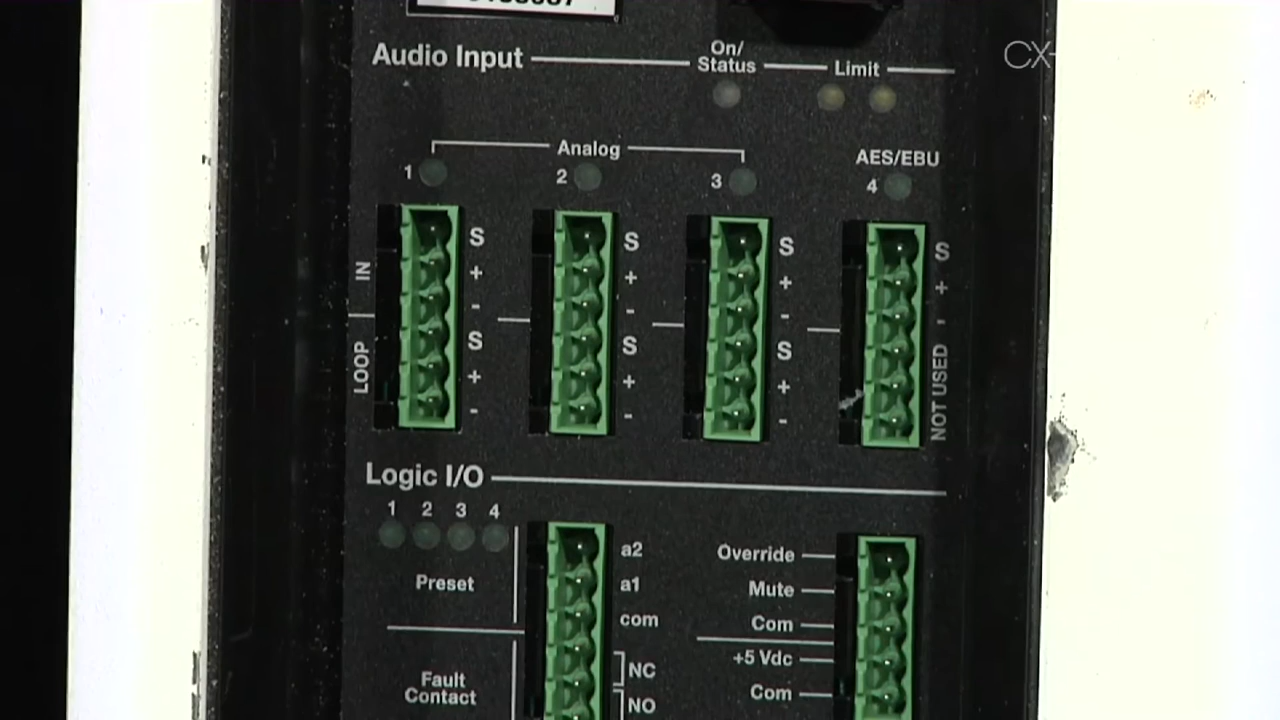 Audio Input
On/
Status
Limit
CX-
Analog
AES/EBU
1
2
3
4
IN
LOOP
S
+
-
S
+
-
S
+
-
S
+
-
S
+
-
S
+
-
S
+
-
NOT USED
Logic I/O
1 2 3 4
Preset
a2
a1
com
NC
NO
Fault
Contact
Override
Mute
Com
+5 Vdc
Com